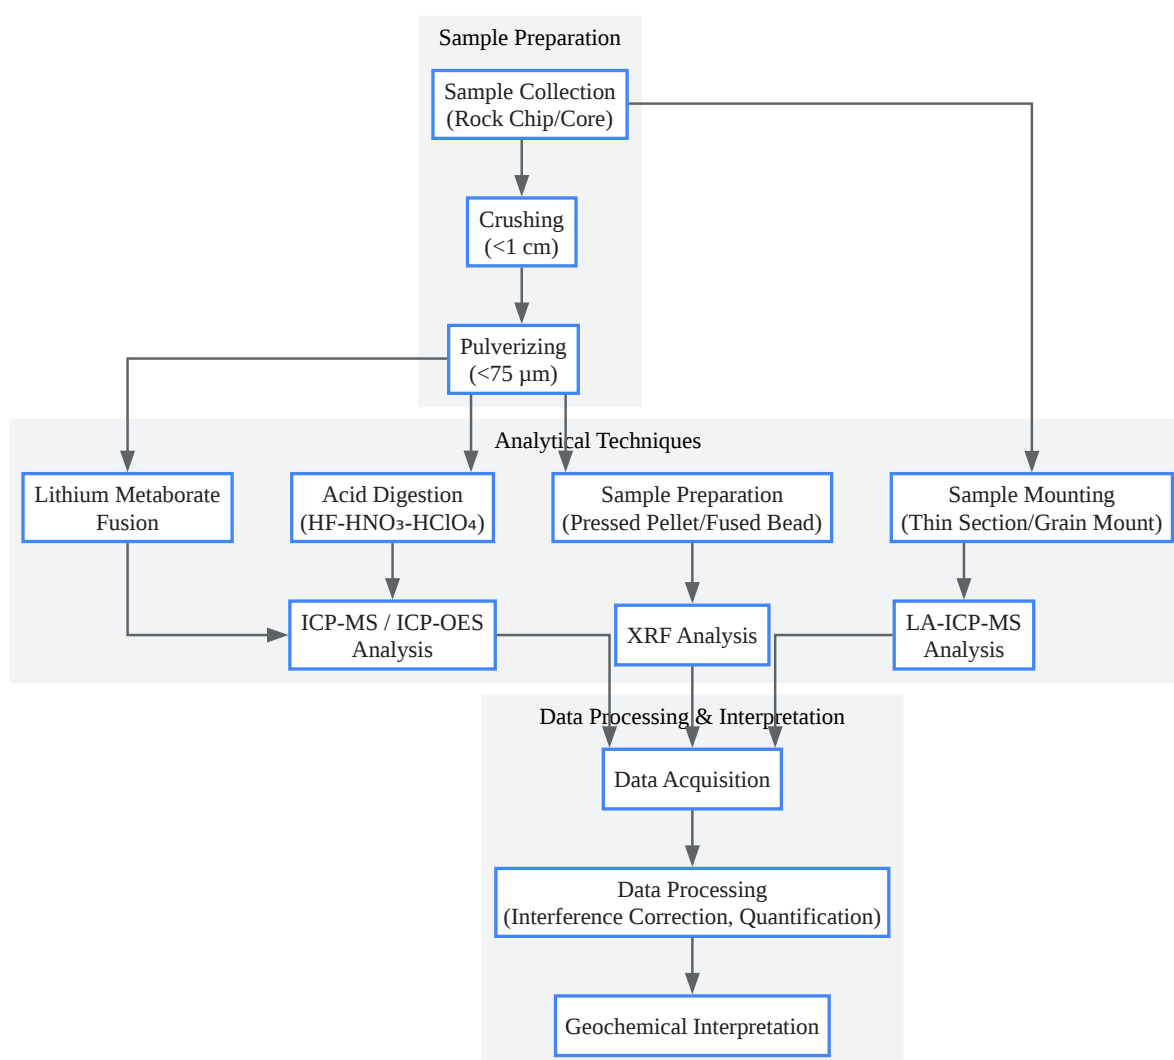 Sample Preparation
Sample Collection
(Rock Chip/Core)
Crushing
(<1 cm)
Pulverizing
(<75 µm)
Analytical Techniques
Lithium Metaborate
Fusion
Acid Digestion
(HF-HNO₃-HClO₄)
Sample Preparation
(Pressed Pellet/Fused Bead)
Sample Mounting
(Thin Section/Grain Mount)
ICP-MS / ICP-OES
Analysis
XRF Analysis
LA-ICP-MS
Analysis
Data Processing & Interpretation
Data Acquisition
Data Processing
(Interference Correction, Quantification)
Geochemical Interpretation